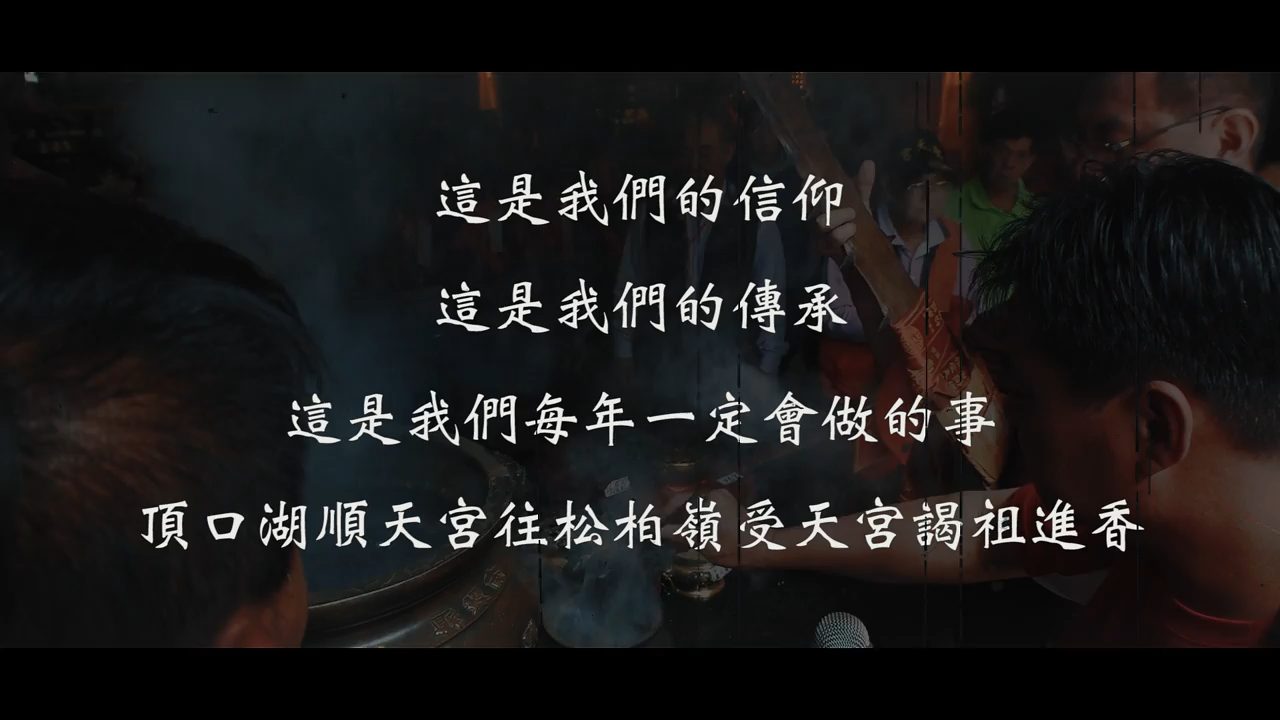 這是我們的信仰
這是我們的傳承
這是我們每年一定會做的事
頂口湖順天宮往松柏嶺受天宮謁祖進香